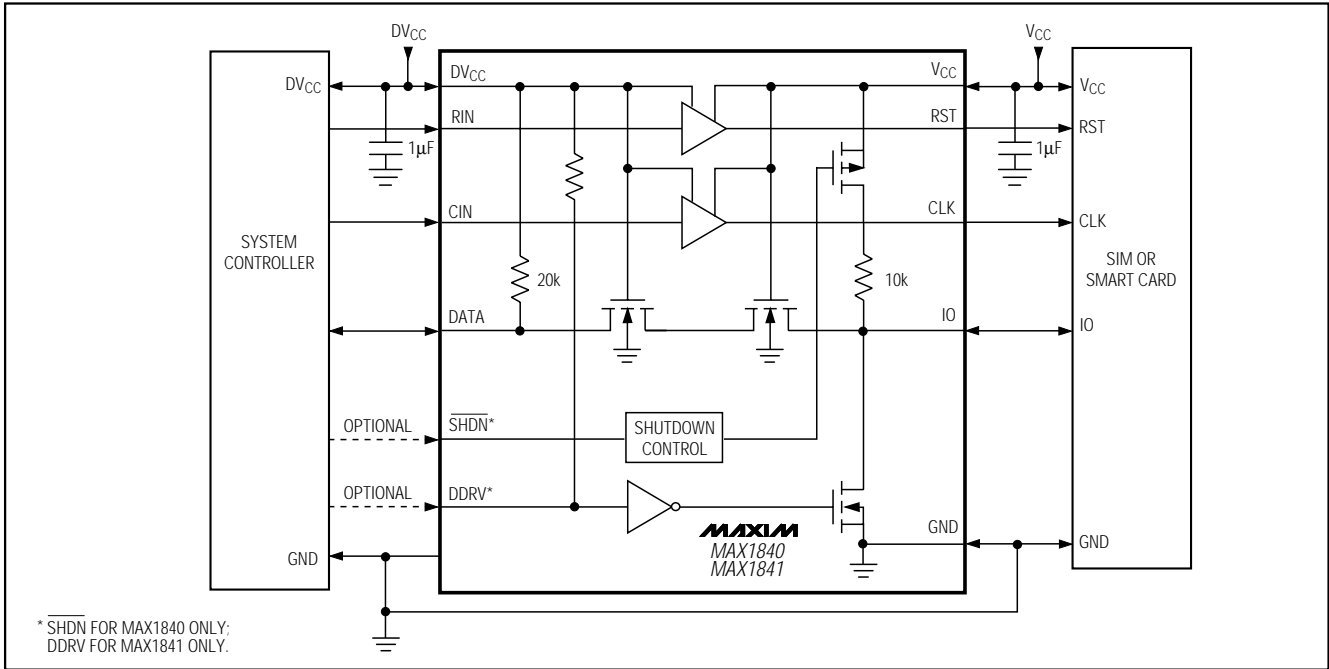 DVCC
VCC
DVCC
DVCC
VCC
VCC
RIN
RST
RST
1µF
1µF
CIN
CLK
CLK
SYSTEM
CONTROLLER
SIM OR
SMART CARD
20k
10k
DATA
IO
IO
OPTIONAL
SHDN*
SHUTDOWN
CONTROL
OPTIONAL
DDRV*
MAXIM
MAX1840
MAX1841
GND
GND
GND
* SHDN FOR MAX1840 ONLY;
DDRV FOR MAX1841 ONLY.